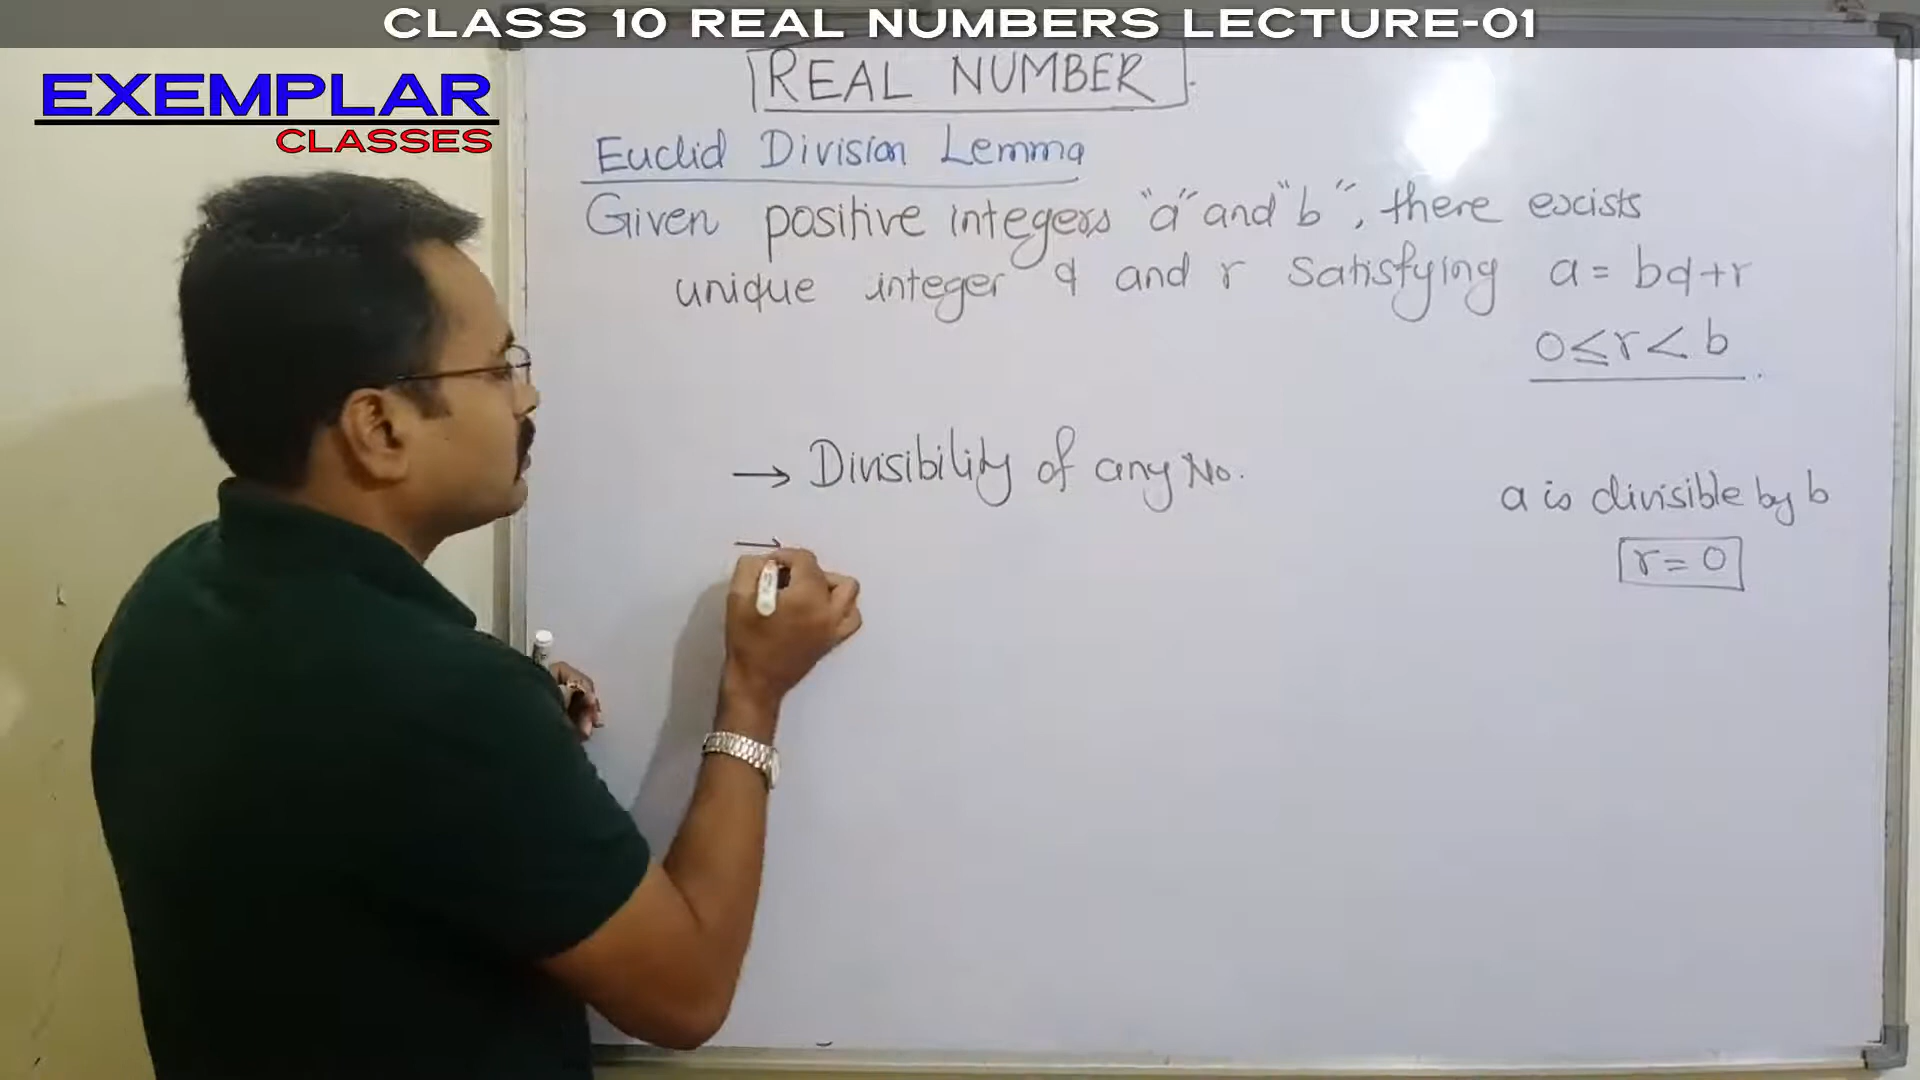 CLASS 10 REAL NUMBERS LECTURE-01
EXEMPLAR
CLASSES
REAL NUMBER
Euclid Division Lemma
Given positive integers "a" and "b", there excists
unique integer q and r satisfying a = bq+r
0≤r<b
→ Divisibility of any No.
a is divisible by b
r = 0
→